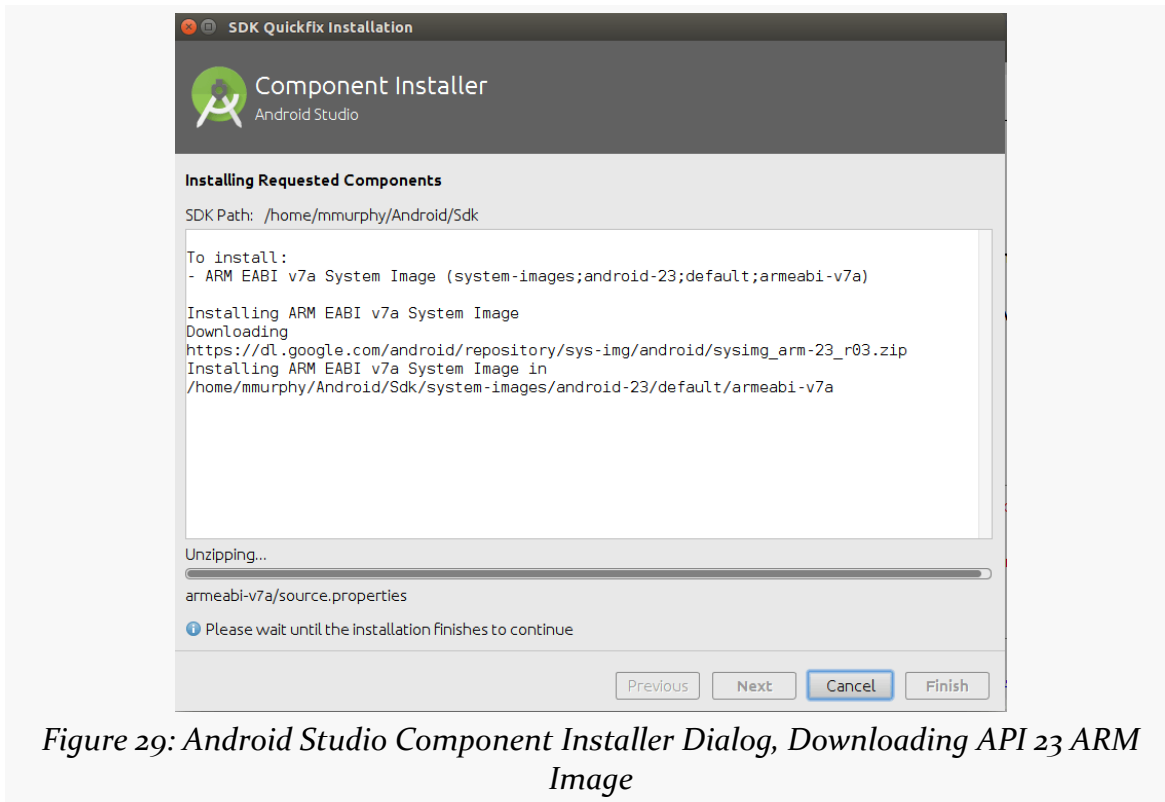 SDK Quickfix Installation
Component Installer
Android Studio
Installing Requested Components
SDK Path: /home/mmurphy/Android/Sdk
To install:
- ARM EABI v7a System Image (system-images;android-23;default;armeabi-v7a)
Installing ARM EABI v7a System Image
Downloading
https://dl.google.com/android/repository/sys-img/android/sysimg_arm-23_r03.zip
Installing ARM EABI v7a System Image in
/home/mmurphy/Android/Sdk/system-images/android-23/default/armeabi-v7a
Unzipping...
armeabi-v7a/source.properties
Please wait until the installation finishes to continue
Previous Next Cancel Finish
Figure 29: Android Studio Component Installer Dialog, Downloading API 23 ARM
Image